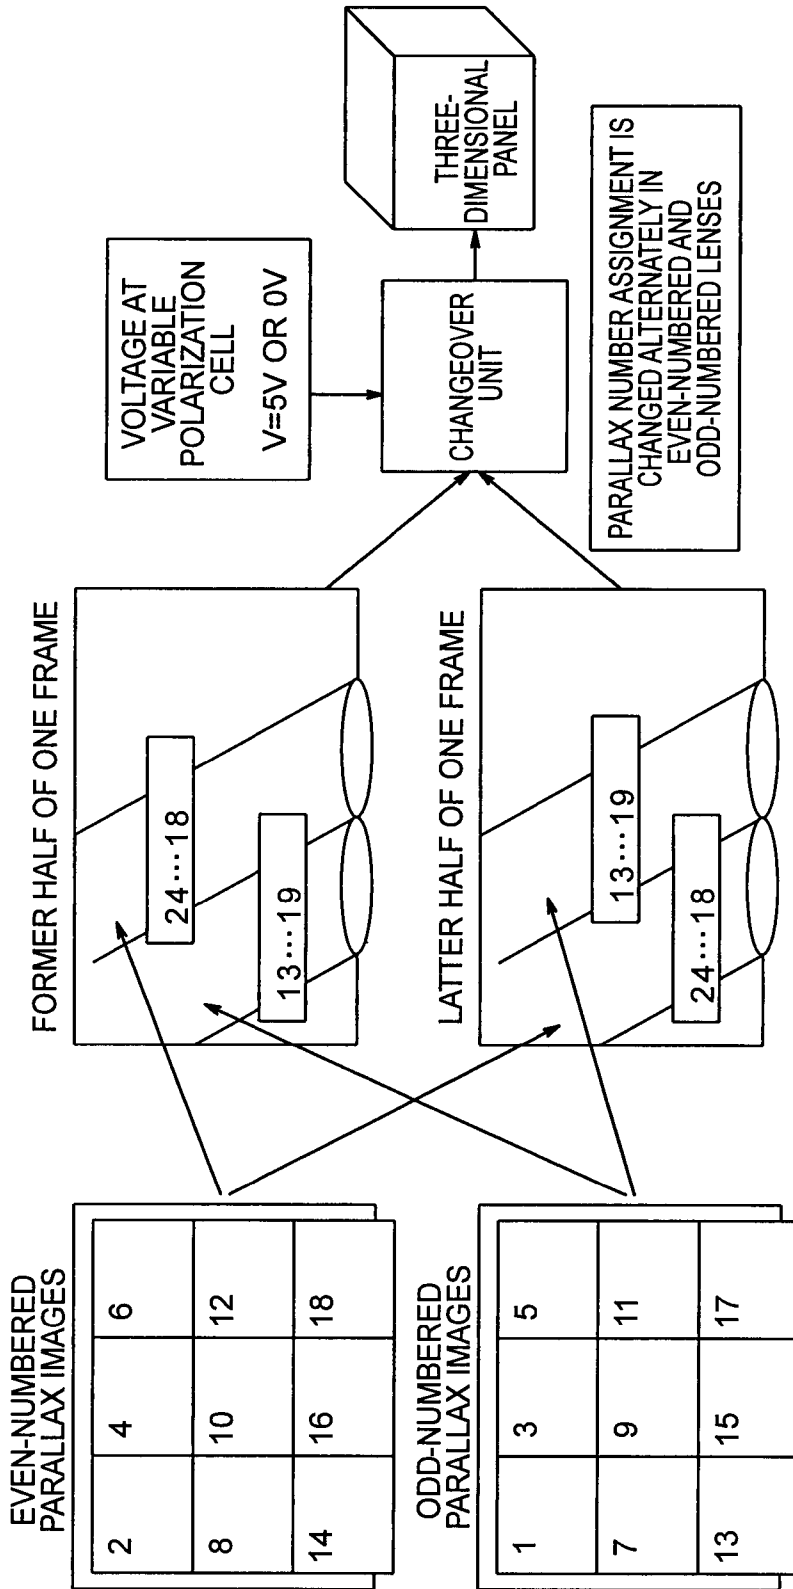 EVEN-NUMBERED
PARALLAX IMAGES
2 4 6
8 10 12
14 16 18
ODD-NUMBERED
PARALLAX IMAGES
1 3 5
7 9 11
13 15 17
FORMER HALF OF ONE FRAME
24···18
13···19
LATTER HALF OF ONE FRAME
13···19
24···18
VOLTAGE AT
VARIABLE
POLARIZATION
CELL
V=5V OR 0V
CHANGEOVER
UNIT
THREE-
DIMENSIONAL
PANEL
PARALLAX NUMBER ASSIGNMENT IS
CHANGED ALTERNATELY IN
EVEN-NUMBERED AND
ODD-NUMBERED LENSES